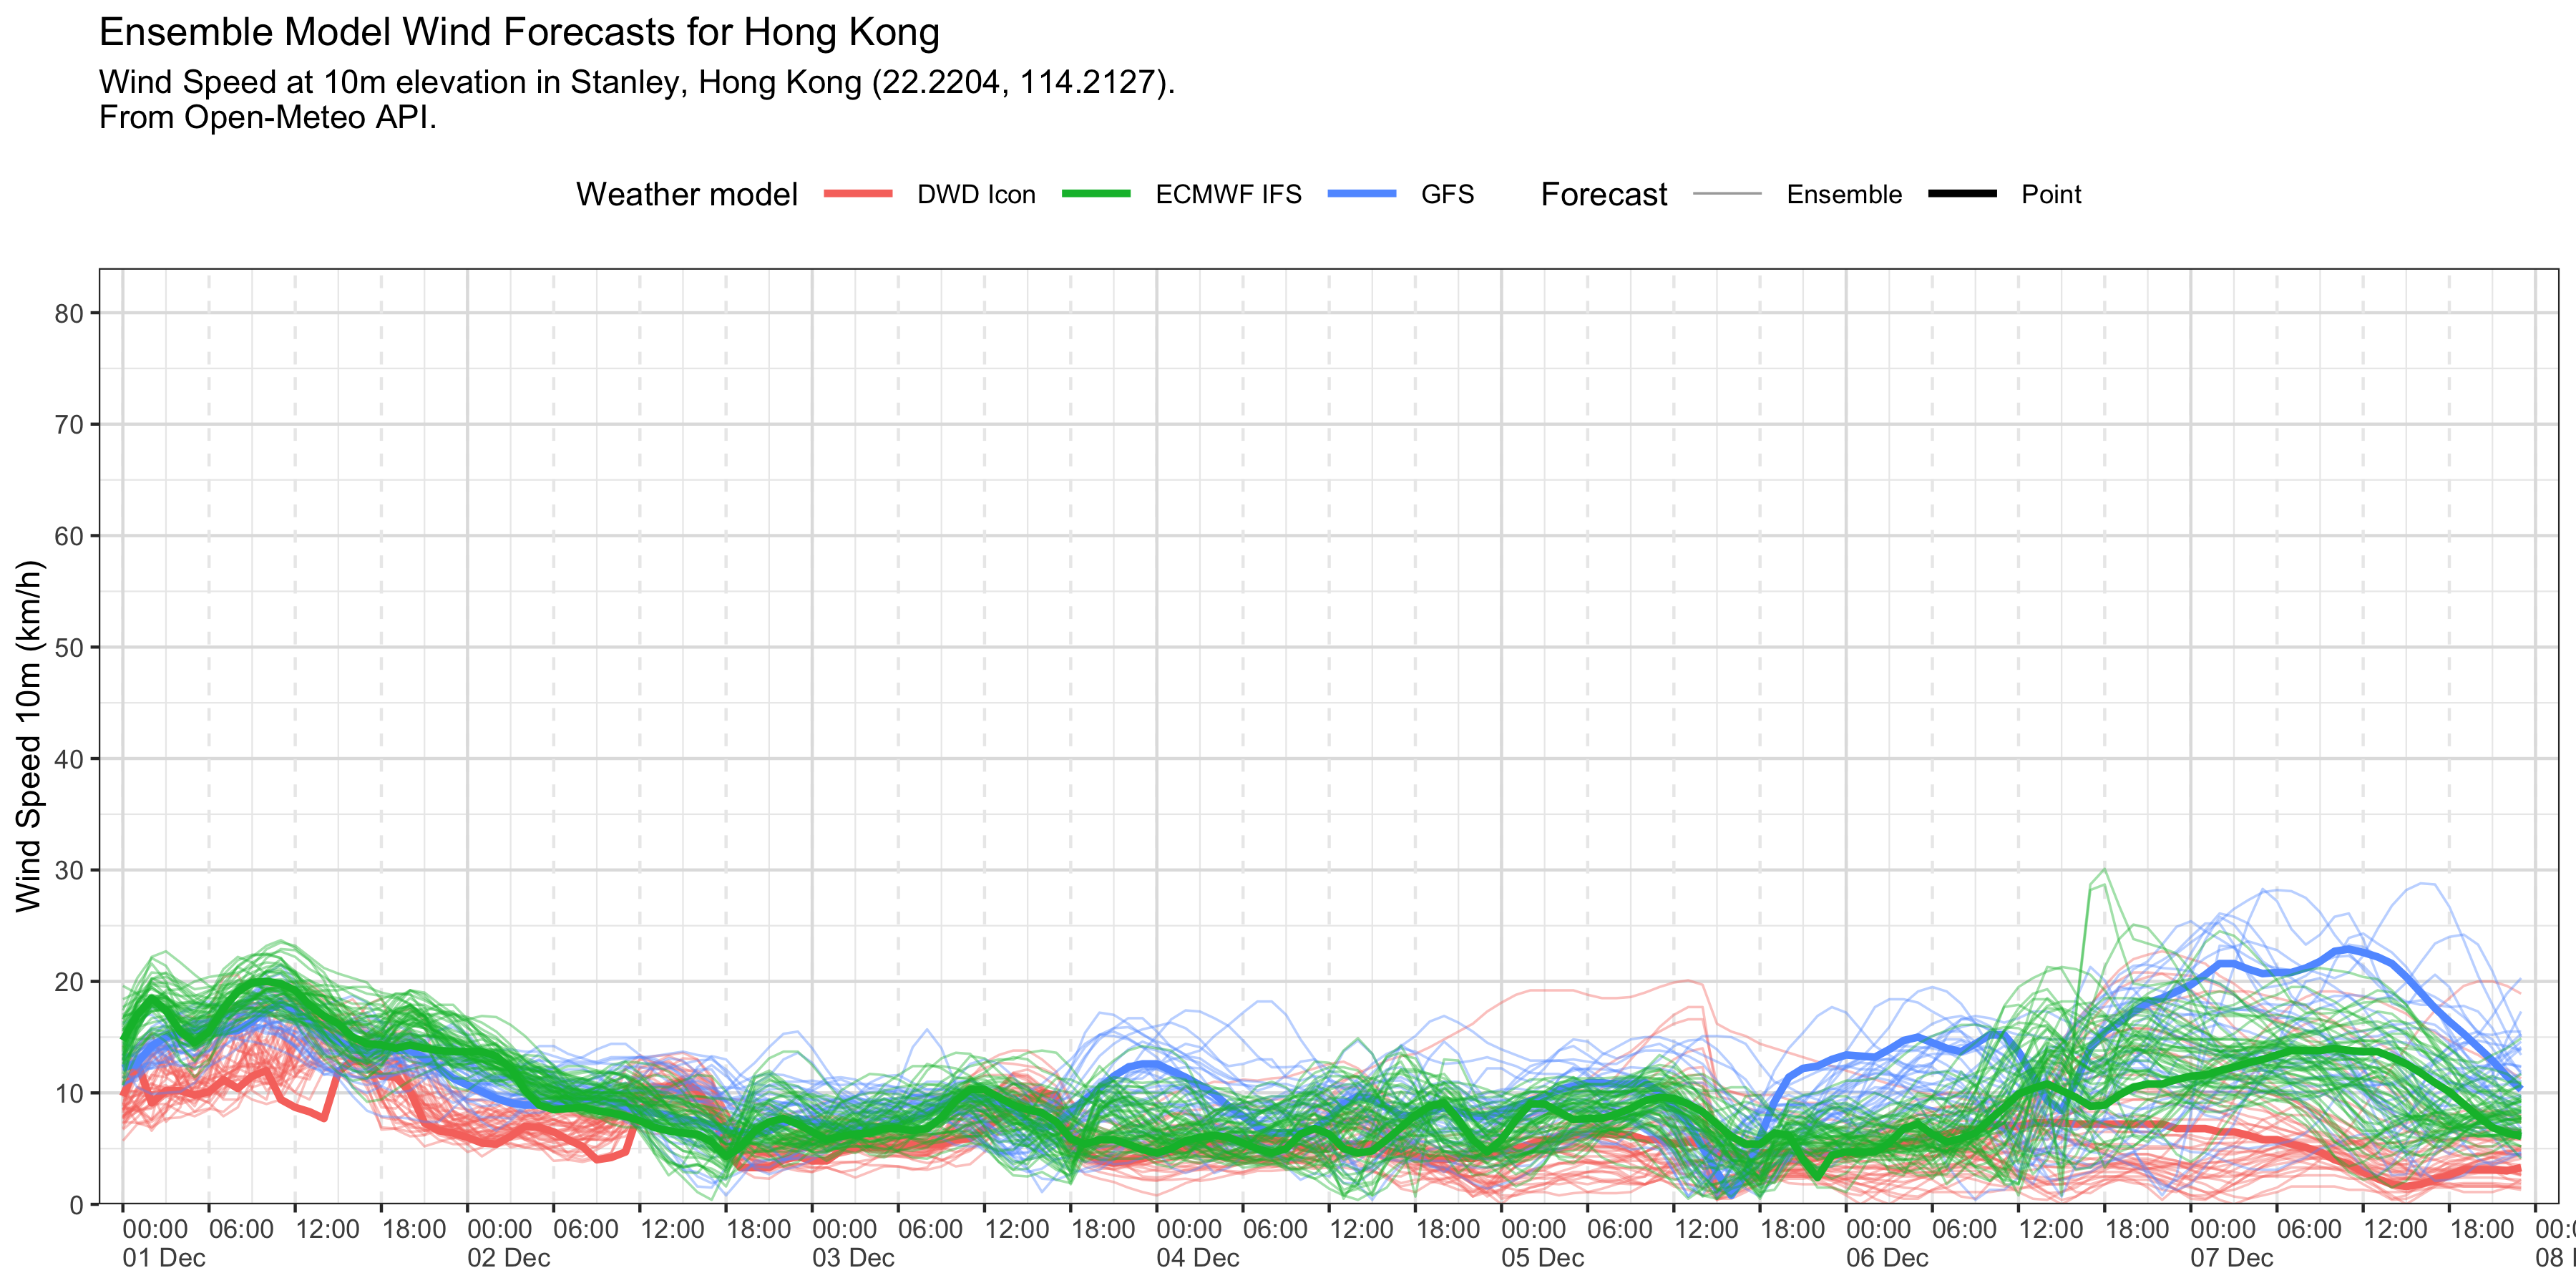 Ensemble Model Wind Forecasts for Hong Kong
Wind Speed at 10m elevation in Stanley, Hong Kong (22.2204, 114.2127).
From Open-Meteo API.
Weather model DWD Icon ECMWF IFS GFS Forecast Ensemble Point
Wind Speed 10m (km/h)
80
70
60
50
40
30
20
10
0
00:00 06:00 12:00 18:00 00:00 06:00 12:00 18:00 00:00 06:00 12:00 18:00 00:00 06:00 12:00 18:00 00:00 06:00 12:00 18:00 00:00 06:00 12:00 18:00 00:00 06:00 12:00 18:00
01 Dec 02 Dec 03 Dec 04 Dec 05 Dec 06 Dec 07 Dec 08